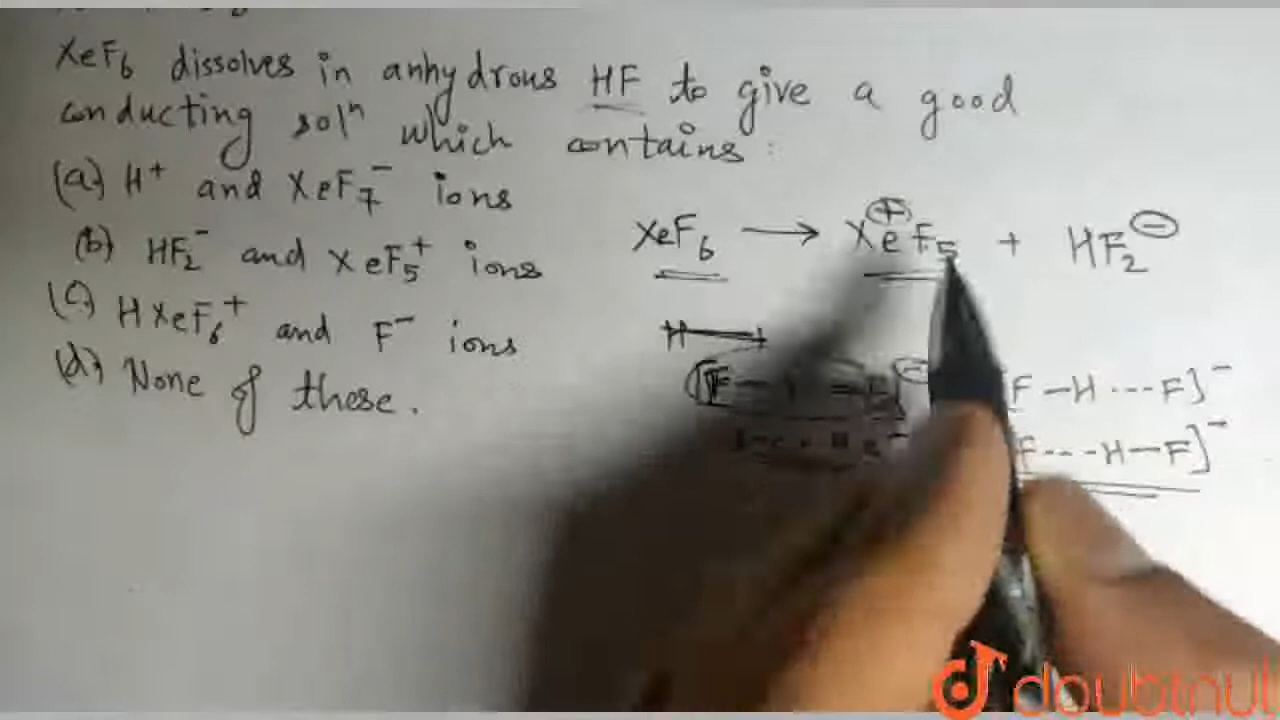 XeF₆ dissolves in anhydrous HF to give a good
conducting solⁿ which contains :
(a) H⁺ and XeF₇⁻ ions
(b) HF₂⁻ and XeF₅⁺ ions
(c) HXeF₆⁺ and F⁻ ions
(d) None of these.
XeF₆ → XeF₅⊕ + HF₂⊖
H
F – H ⋯ F]⁻
F ⋯ H – F]⁻
doubtnut